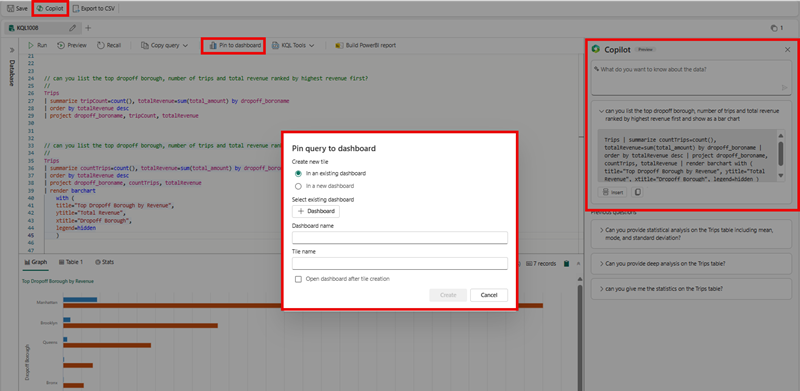 Save
Copilot
Export to CSV
KQL1008
1
Run
Preview
Recall
Copy query
Pin to dashboard
KQL Tools
Build PowerBI report
Database
21
22
23
24
// can you list the top dropoff borough, number of trips and total revenue ranked by highest revenue first?
25
//
26
Trips
27
| summarize tripCount=count(), totalRevenue=sum(total_amount) by dropoff_boroname
28
| order by totalRevenue desc
29
| project dropoff_boroname, tripCount, totalRevenue
// can you list the top dropoff borough, number of trips and total revenue ran
//
Trips
| summarize countTrips=count(), totalRevenue=sum(total_amount) by dropoff_boro
| order by totalRevenue desc
| project dropoff_boroname, countTrips, totalRevenue
| render barchart
with (
title="Top Dropoff Borough by Revenue",
ytitle="Total Revenue",
xtitle="Dropoff Borough",
legend=hidden
)
45
Graph
Table 1
Stats
7 records
Top Dropoff Borough by Revenue
Dropoff Borough
Manhattan
Brooklyn
Queens
Bronx
Pin query to dashboard
Create new tile
In an existing dashboard
In a new dashboard
Select existing dashboard
+ Dashboard
Dashboard name
Tile name
Open dashboard after tile creation
Create
Cancel
Copilot
Preview
What do you want to know about the data?
can you list the top dropoff borough, number of trips and total revenue
ranked by highest revenue first and show as a bar chart
Trips | summarize countTrips=count(),
totalRevenue=sum(total_amount) by dropoff_boroname |
order by totalRevenue desc | project dropoff_boroname,
countTrips, totalRevenue | render barchart with (
title="Top Dropoff Borough by Revenue", ytitle="Total
Revenue", xtitle="Dropoff Borough", legend=hidden )
Insert
Previous questions:
Can you provide statistical analysis on the Trips table including mean,
mode, and standard deviation?
Can you provide deep analysis on the Trips table?
can you give me the statistics on the Trips table?